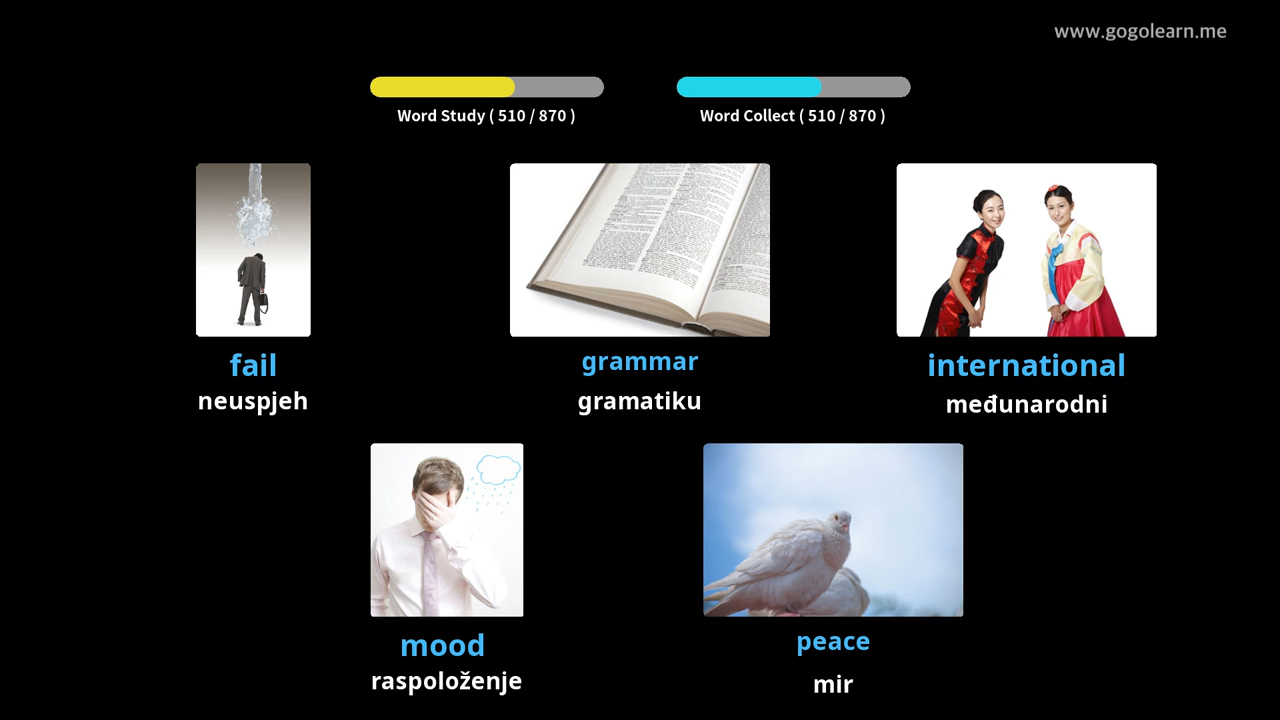 www.gogolearn.me
Word Study ( 510 / 870 )
Word Collect ( 510 / 870 )
fail
neuspjeh
grammar
gramatiku
international
međunarodni
mood
raspoloženje
peace
mir